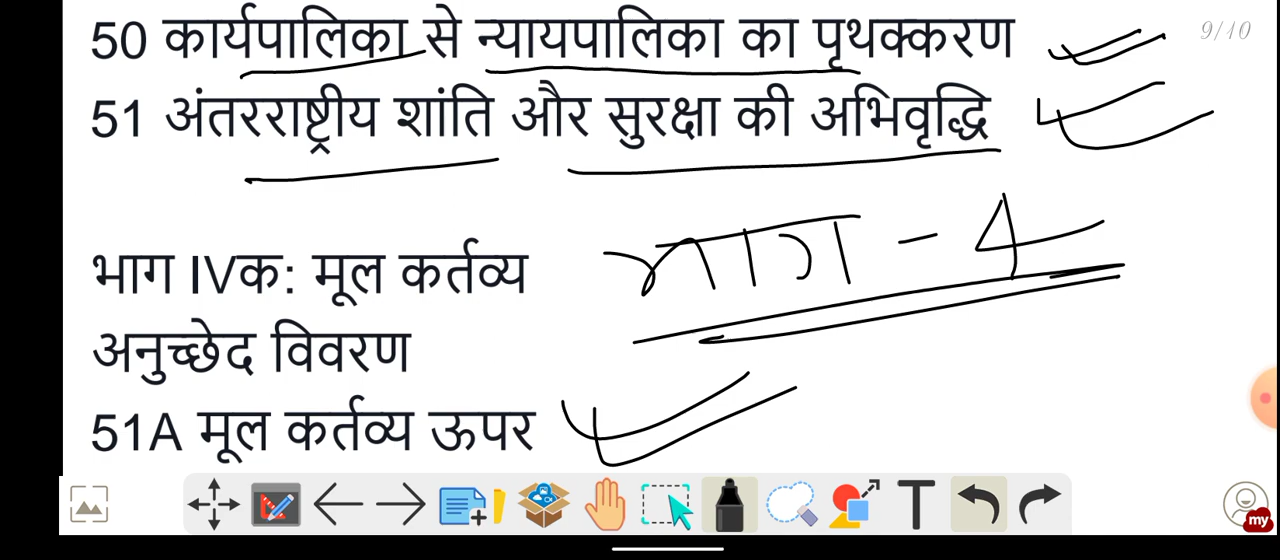 50 कार्यपालिका से न्यायपालिका का पृथक्करण
9/10
51 अंतरराष्ट्रीय शांति और सुरक्षा की अभिवृद्धि
भाग - 4
भाग IVक: मूल कर्तव्य
अनुच्छेद विवरण
51A मूल कर्तव्य ऊपर
T
my